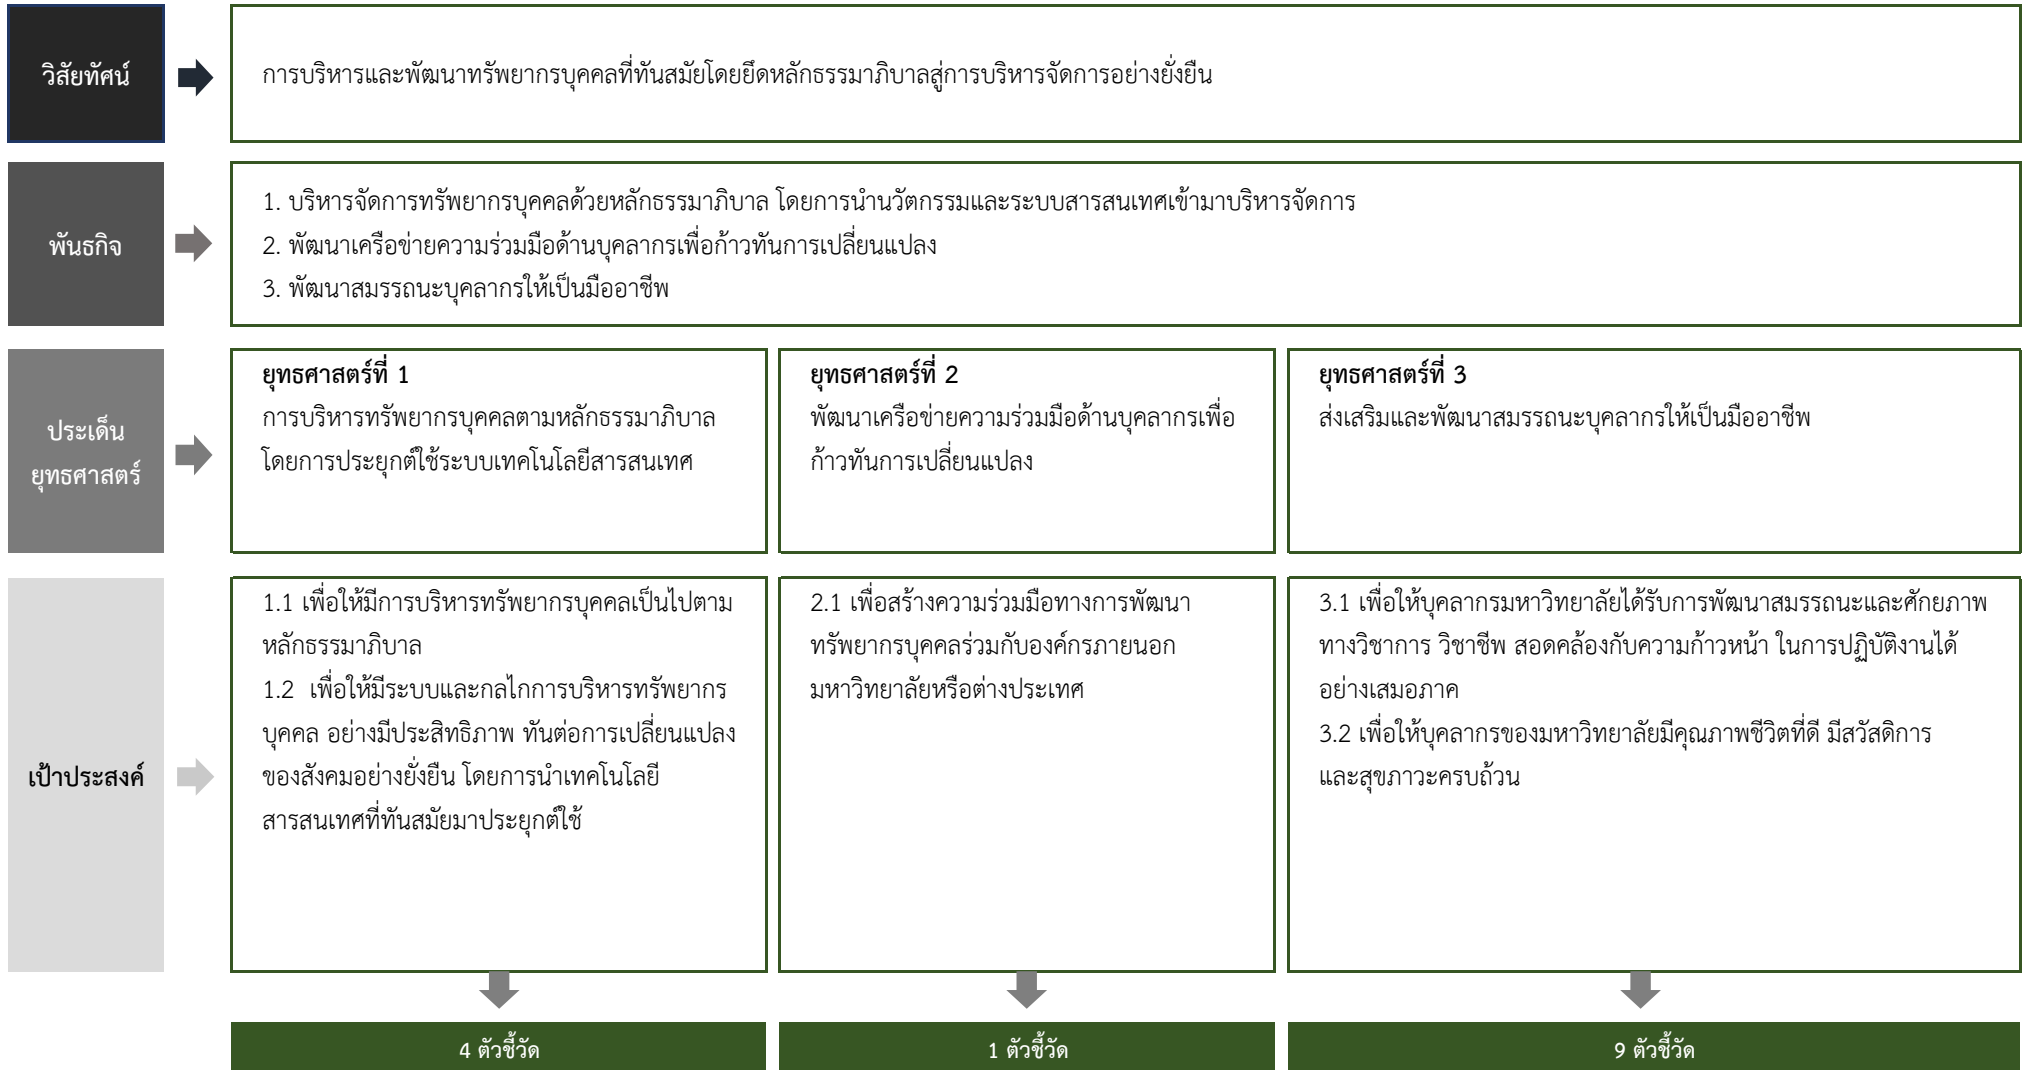 วิสัยทัศน์
การบริหารและพัฒนาทรัพยากรบุคคลที่ทันสมัยโดยยึดหลักธรรมาภิบาลสู่การบริหารจัดการอย่างยั่งยืน
พันธกิจ
1. บริหารจัดการทรัพยากรบุคคลด้วยหลักธรรมาภิบาล โดยการนำนวัตกรรมและระบบสารสนเทศเข้ามาบริหารจัดการ
2. พัฒนาเครือข่ายความร่วมมือด้านบุคลากรเพื่อก้าวทันการเปลี่ยนแปลง
3. พัฒนาสมรรถนะบุคลากรให้เป็นมืออาชีพ
ประเด็น
ยุทธศาสตร์
ยุทธศาสตร์ที่ 1
การบริหารทรัพยากรบุคคลตามหลักธรรมาภิบาล
โดยการประยุกต์ใช้ระบบเทคโนโลยีสารสนเทศ
ยุทธศาสตร์ที่ 2
พัฒนาเครือข่ายความร่วมมือด้านบุคลากรเพื่อ
ก้าวทันการเปลี่ยนแปลง
ยุทธศาสตร์ที่ 3
ส่งเสริมและพัฒนาสมรรถนะบุคลากรให้เป็นมืออาชีพ
เป้าประสงค์
1.1 เพื่อให้มีการบริหารทรัพยากรบุคคลเป็นไปตาม
หลักธรรมาภิบาล
1.2 เพื่อให้มีระบบและกลไกการบริหารทรัพยากร
บุคคล อย่างมีประสิทธิภาพ ทันต่อการเปลี่ยนแปลง
ของสังคมอย่างยั่งยืน โดยการนำเทคโนโลยี
สารสนเทศที่ทันสมัยมาประยุกต์ใช้
2.1 เพื่อสร้างความร่วมมือทางการพัฒนา
ทรัพยากรบุคคลร่วมกับองค์กรภายนอก
มหาวิทยาลัยหรือต่างประเทศ
3.1 เพื่อให้บุคลากรมหาวิทยาลัยได้รับการพัฒนาสมรรถนะและศักยภาพ
ทางวิชาการ วิชาชีพ สอดคล้องกับความก้าวหน้า ในการปฏิบัติงานได้
อย่างเสมอภาค
3.2 เพื่อให้บุคลากรของมหาวิทยาลัยมีคุณภาพชีวิตที่ดี มีสวัสดิการ
และสุขภาวะครบถ้วน
4 ตัวชี้วัด
1 ตัวชี้วัด
9 ตัวชี้วัด